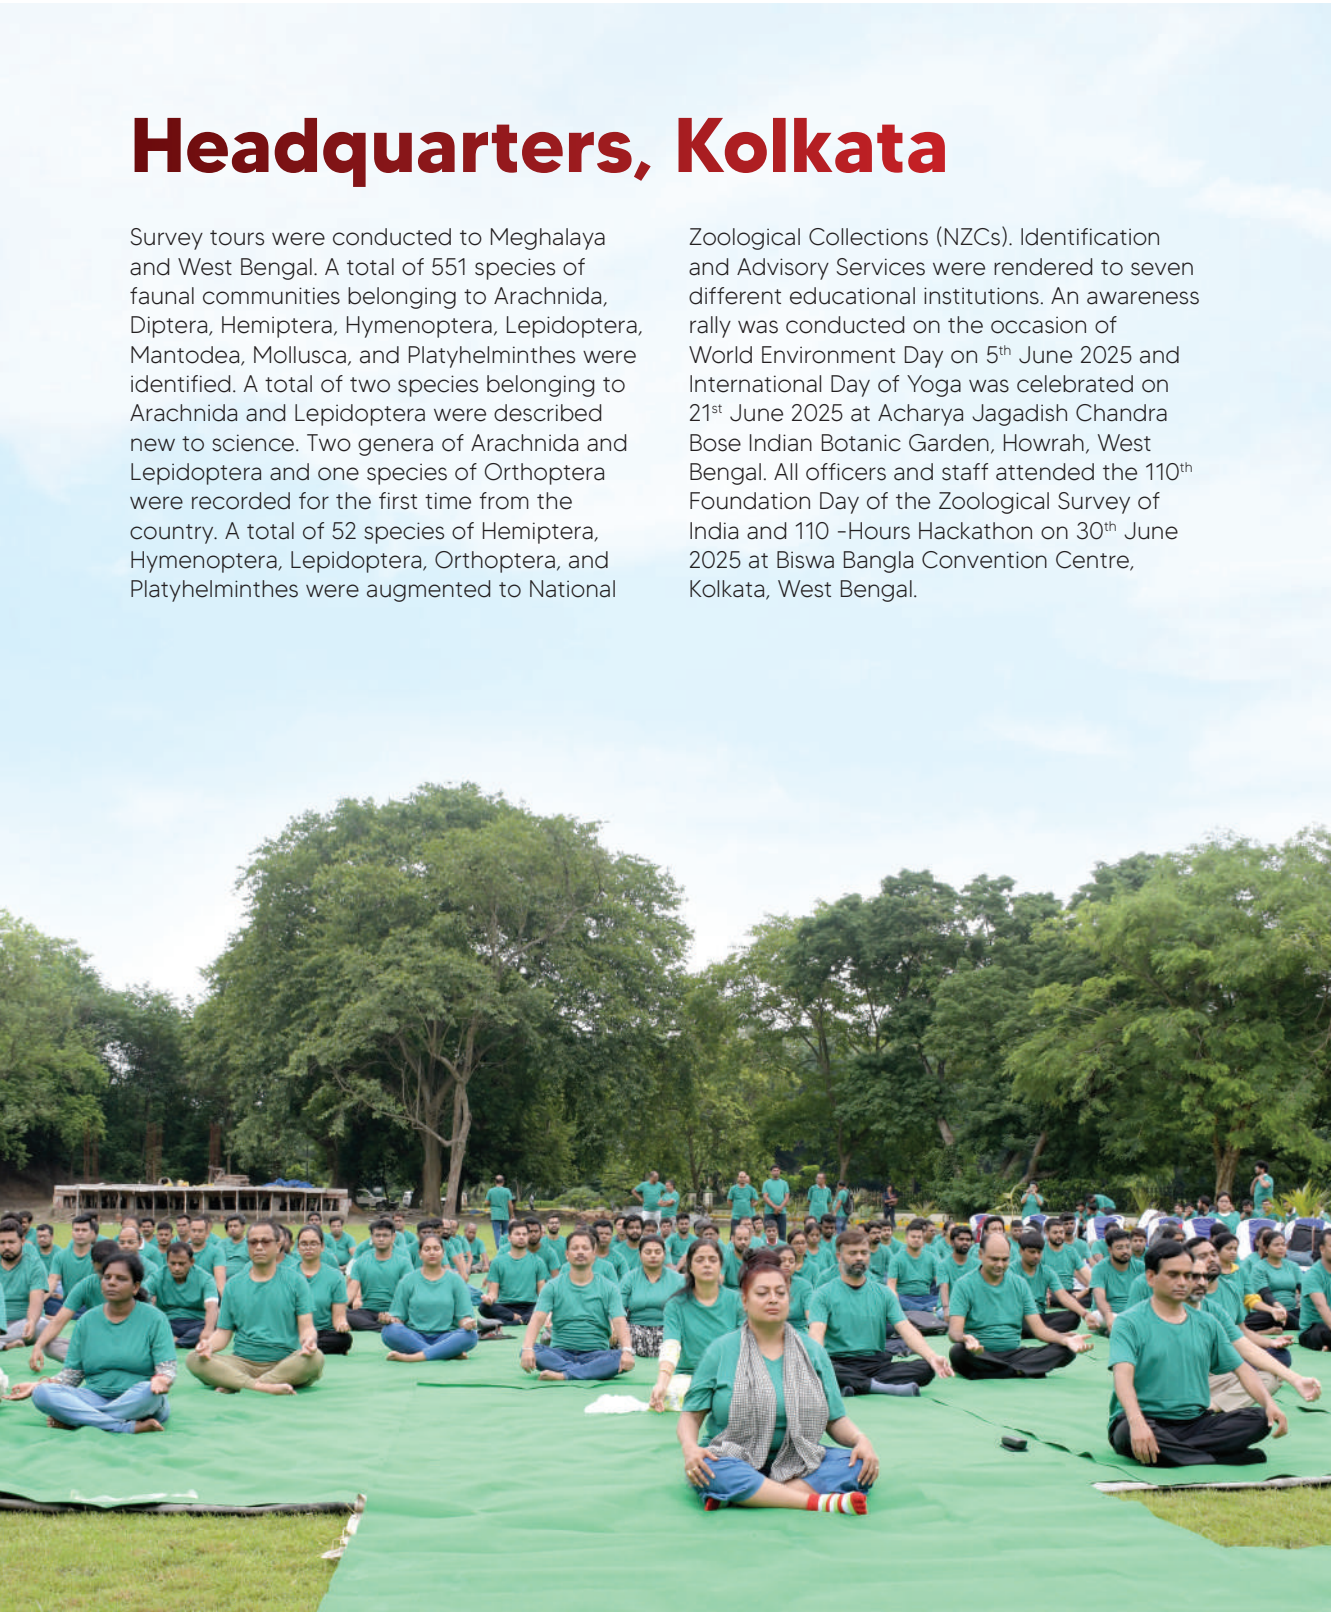 Headquarters, Kolkata
Survey tours were conducted to Meghalaya
and West Bengal. A total of 551 species of
faunal communities belonging to Arachnida,
Diptera, Hemiptera, Hymenoptera, Lepidoptera,
Mantodea, Mollusca, and Platyhelminthes were
identified. A total of two species belonging to
Arachnida and Lepidoptera were described
new to science. Two genera of Arachnida and
Lepidoptera and one species of Orthoptera
were recorded for the first time from the
country. A total of 52 species of Hemiptera,
Hymenoptera, Lepidoptera, Orthoptera, and
Platyhelminthes were augmented to National
Zoological Collections (NZCs). Identification
and Advisory Services were rendered to seven
different educational institutions. An awareness
rally was conducted on the occasion of
World Environment Day on 5th June 2025 and
International Day of Yoga was celebrated on
21st June 2025 at Acharya Jagadish Chandra
Bose Indian Botanic Garden, Howrah, West
Bengal. All officers and staff attended the 110th
Foundation Day of the Zoological Survey of
India and 110 -Hours Hackathon on 30th June
2025 at Biswa Bangla Convention Centre,
Kolkata, West Bengal.